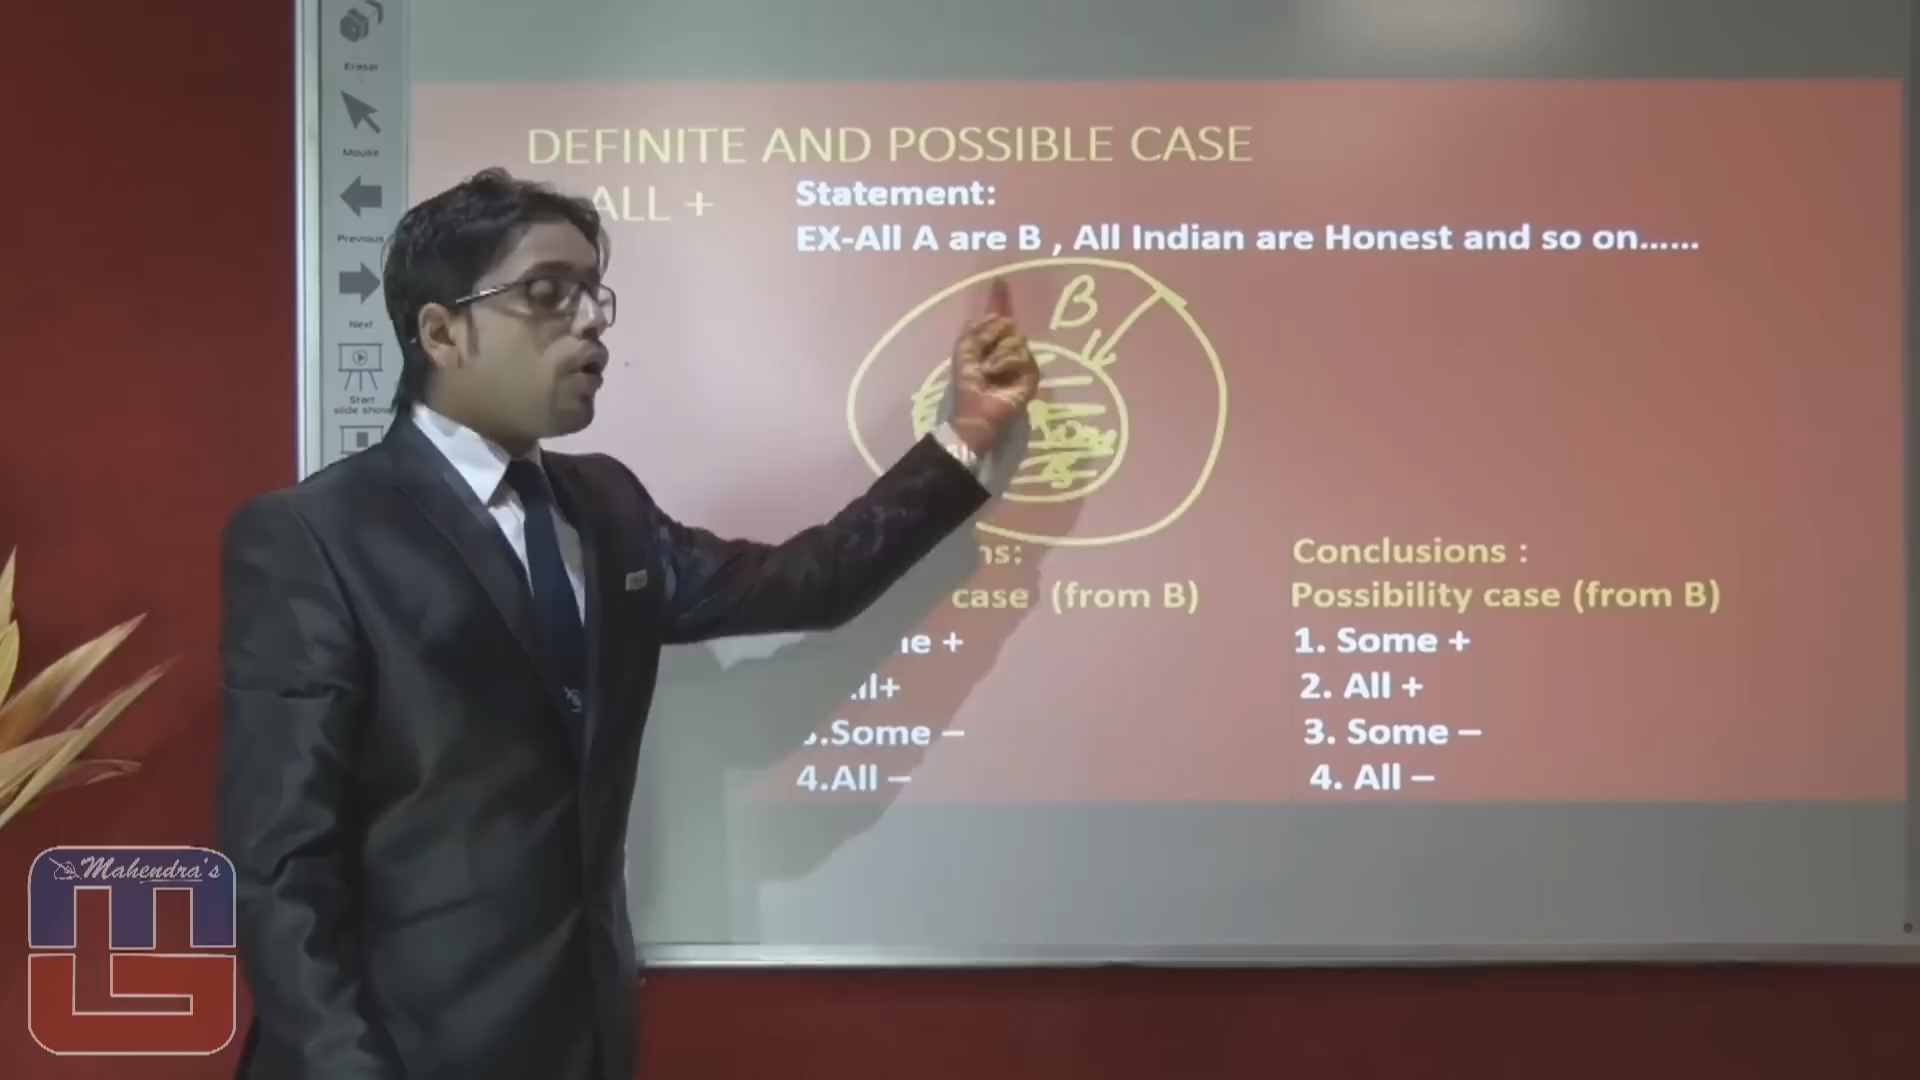 Eraser
Mouse
Previous
Next
Start
slide show
DEFINITE AND POSSIBLE CASE
ALL +
Statement:
EX-All A are B , All Indian are Honest and so on......
B
ns:
case (from B)
e +
ll+
.Some –
4.All –
Conclusions :
Possibility case (from B)
1. Some +
2. All +
3. Some –
4. All –
Mahendra's